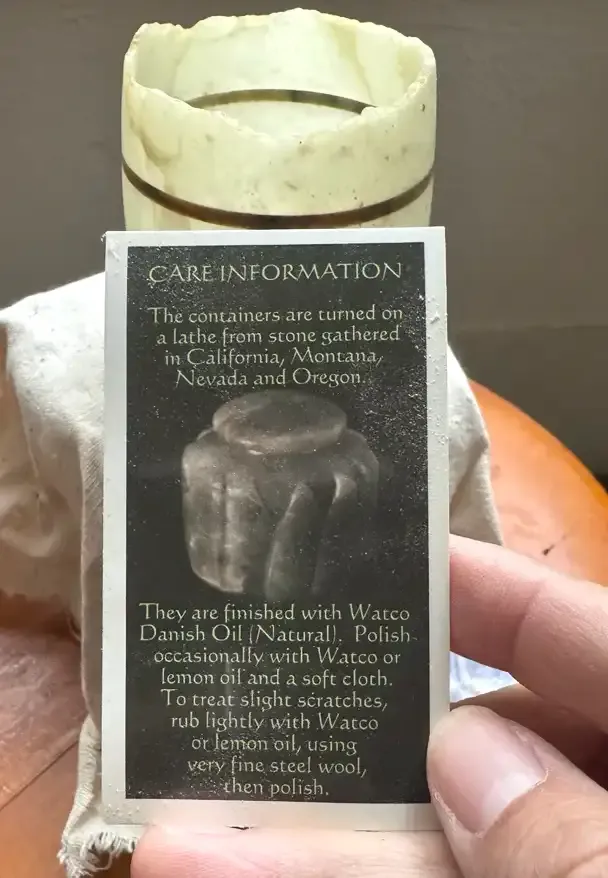 CARE INFORMATION
The containers are turned on
a lathe from stone gathered
in California, Montana,
Nevada and Oregon.
They are finished with Watco
Danish Oil (Natural). Polish
occasionally with Watco or
lemon oil and a soft cloth.
To treat slight scratches,
rub lightly with Watco
or lemon oil, using
very fine steel wool,
then polish.